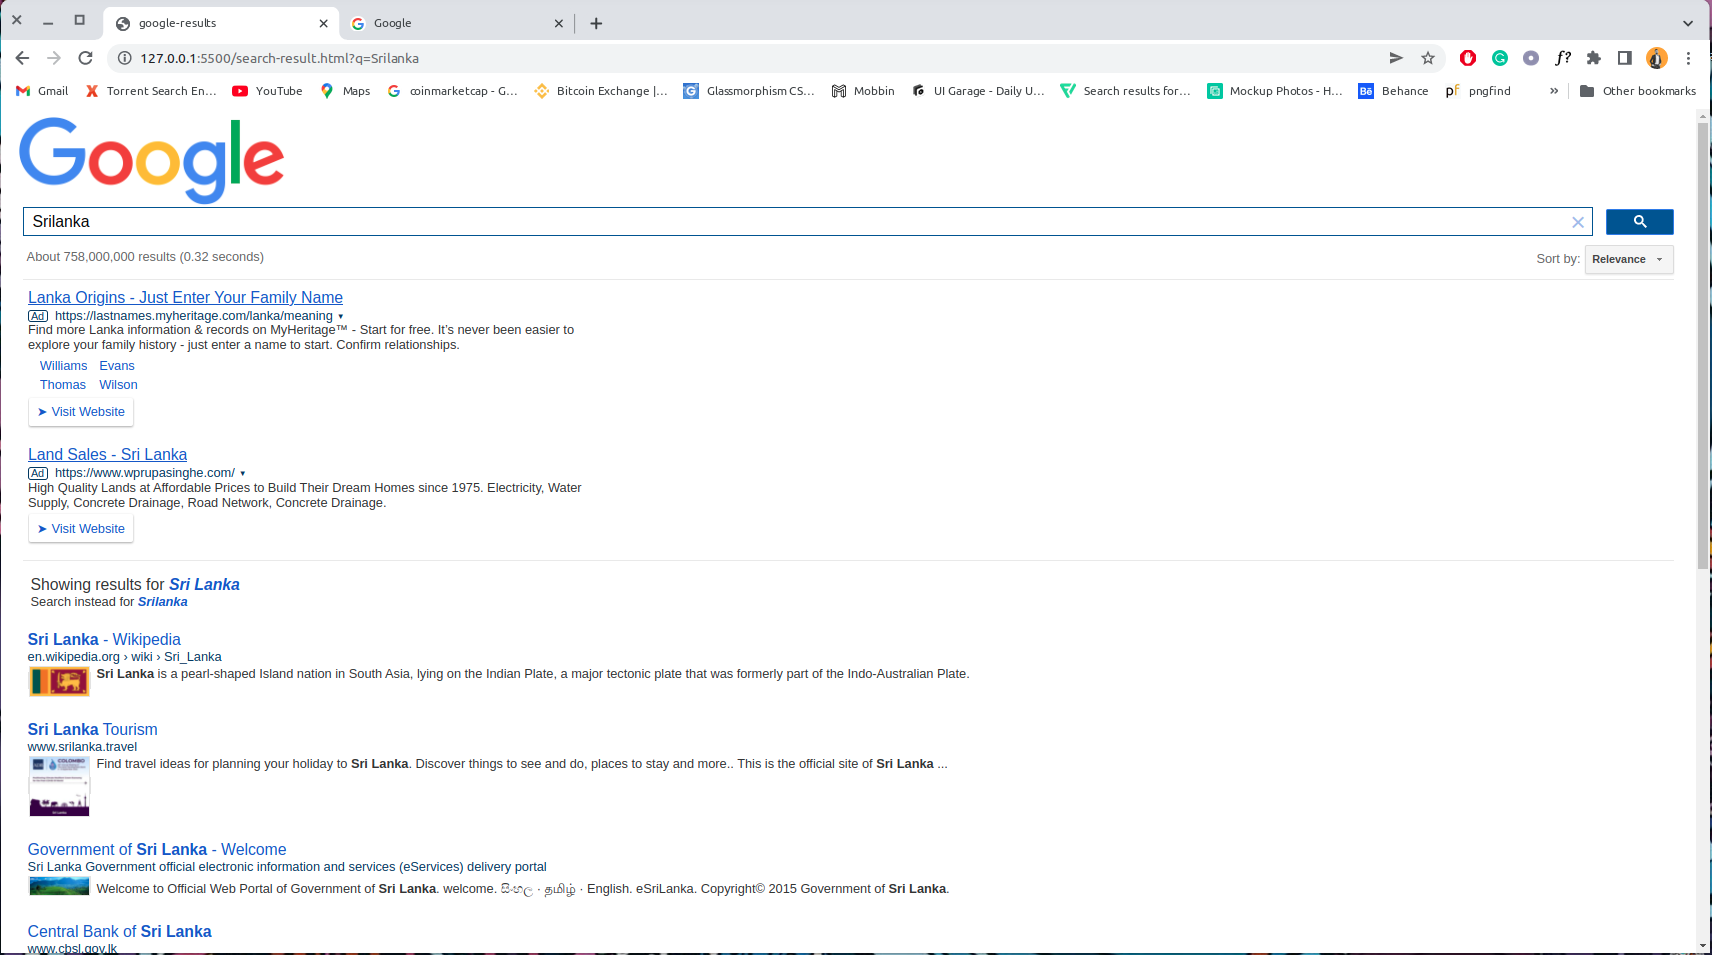 google-results
Google
127.0.0.1:5500/search-result.html?q=Srilanka
f?
Gmail
Torrent Search En...
YouTube
Maps
coinmarketcap - G...
Bitcoin Exchange |...
Glassmorphism CS...
Mobbin
UI Garage - Daily U...
Search results for...
Mockup Photos - H...
Bē Behance
pf pngfind
»
Other bookmarks
Google
Srilanka
About 758,000,000 results (0.32 seconds)
Sort by: Relevance
Lanka Origins - Just Enter Your Family Name
Ad https://lastnames.myheritage.com/lanka/meaning ▼
Find more Lanka information & records on MyHeritage™ - Start for free. It's never been easier to
explore your family history - just enter a name to start. Confirm relationships.
Williams Evans
Thomas Wilson
➤ Visit Website
Land Sales - Sri Lanka
Ad https://www.wprupasinghe.com/ ▼
High Quality Lands at Affordable Prices to Build Their Dream Homes since 1975. Electricity, Water
Supply, Concrete Drainage, Road Network, Concrete Drainage.
➤ Visit Website
Showing results for Sri Lanka
Search instead for Srilanka
Sri Lanka - Wikipedia
en.wikipedia.org › wiki › Sri_Lanka
Sri Lanka is a pearl-shaped Island nation in South Asia, lying on the Indian Plate, a major tectonic plate that was formerly part of the Indo-Australian Plate.
Sri Lanka Tourism
www.srilanka.travel
COLOMBO
Find travel ideas for planning your holiday to Sri Lanka. Discover things to see and do, places to stay and more.. This is the official site of Sri Lanka ...
Government of Sri Lanka - Welcome
Sri Lanka Government official electronic information and services (eServices) delivery portal
Welcome to Official Web Portal of Government of Sri Lanka. welcome. සිංහල · தமிழ் · English. eSriLanka. Copyright© 2015 Government of Sri Lanka.
Central Bank of Sri Lanka
www.cbsl.gov.lk